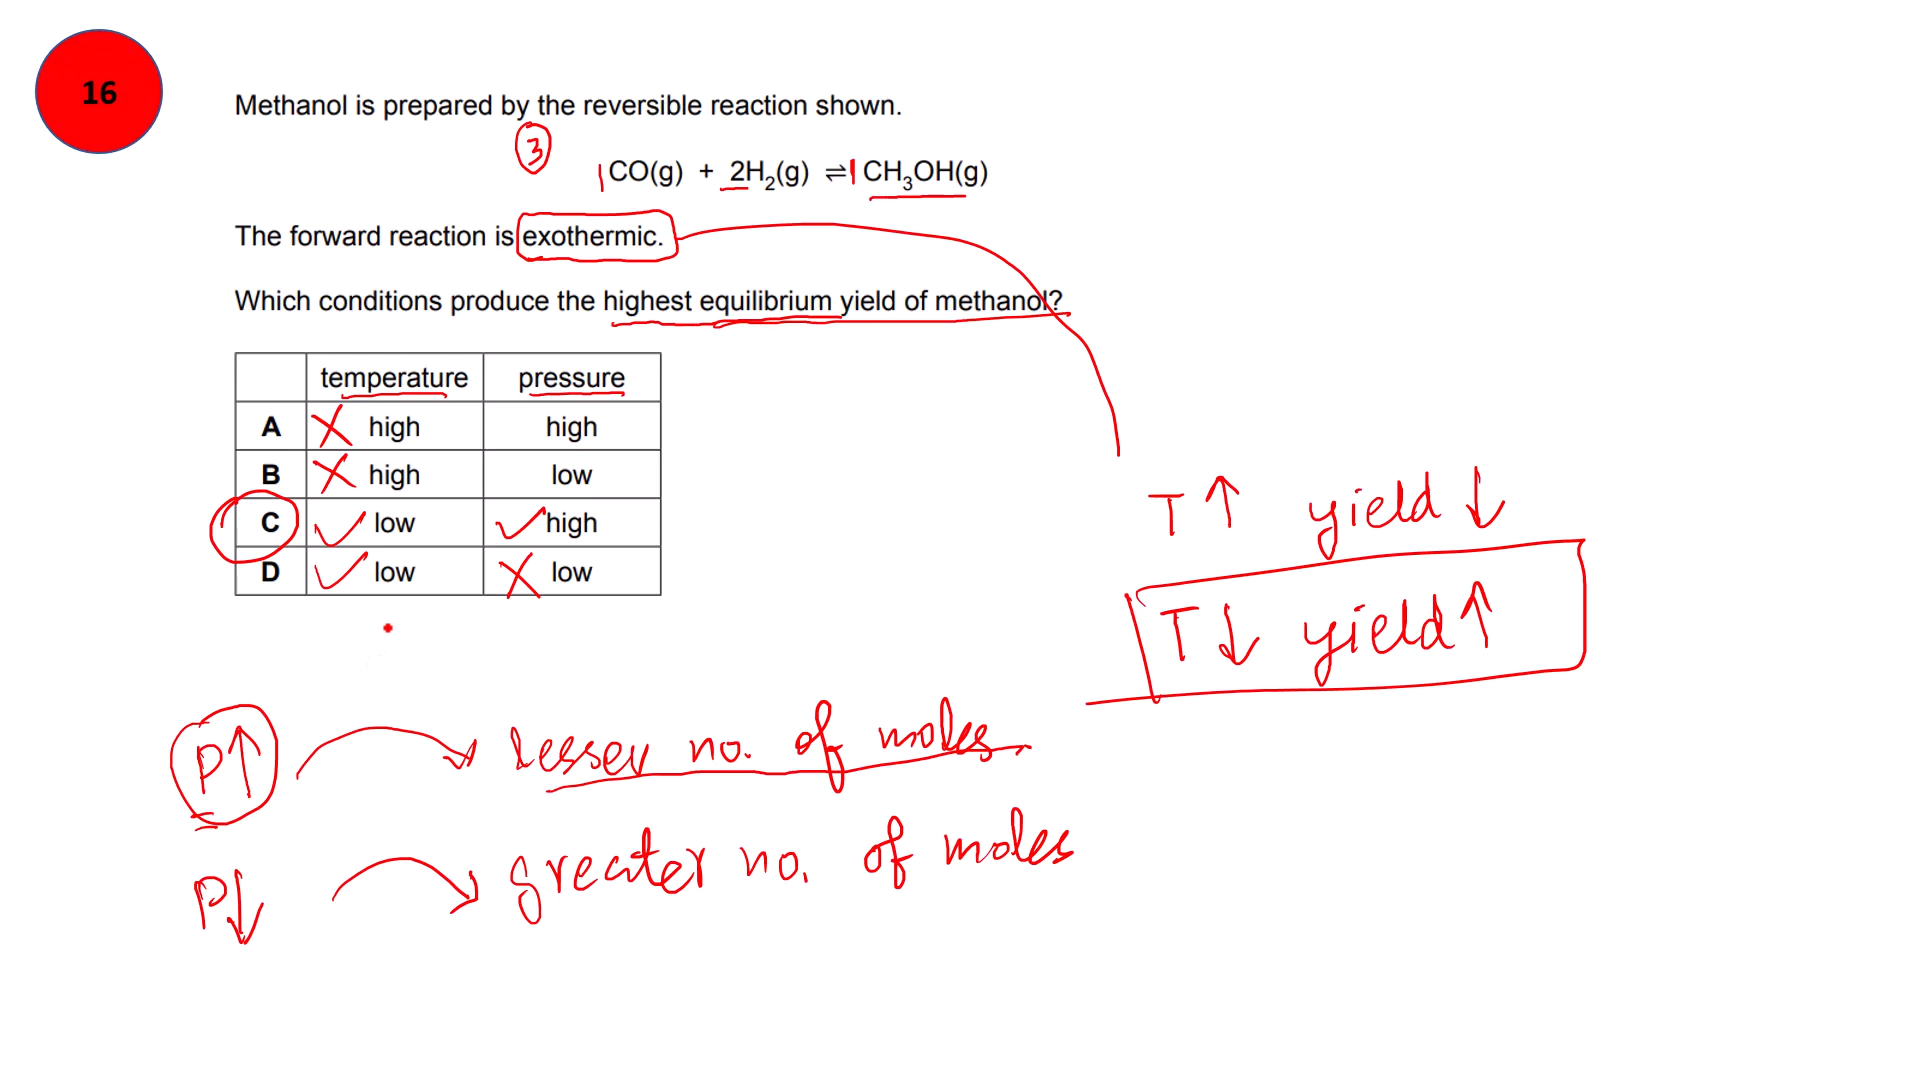 16
Methanol is prepared by the reversible reaction shown.
3
1 CO(g) + 2H₂(g) ⇌ 1 CH₃OH(g)
The forward reaction is exothermic.
Which conditions produce the highest equilibrium yield of methanol?
temperature pressure
A high high
B high low
C low high
D low low
T↑ yield ↓
T↓ yield ↑
P↑ lesser no. of moles
P↓ greater no. of moles